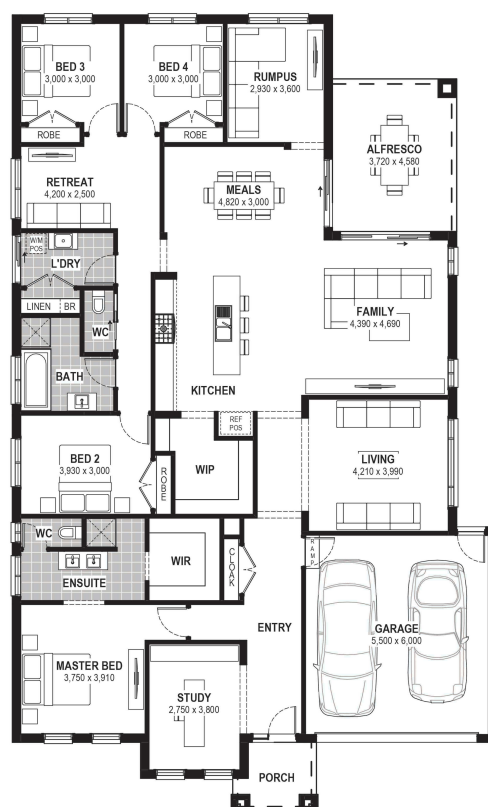 BED 3
3,000 x 3,000
BED 4
3,000 x 3,000
RUMPUS
2,930 x 3,600
ROBE
ROBE
ALFRESCO
3,720 x 4,580
RETREAT
4,200 x 2,500
MEALS
4,820 x 3,000
W/M
POS
L'DRY
LINEN
BR
WC
FAMILY
4,390 x 4,690
BATH
KITCHEN
REF
POS
BED 2
3,930 x 3,000
ROBE
WIP
LIVING
4,210 x 3,990
WC
ENSUITE
WIR
CLOAK
RAMP
ENTRY
GARAGE
5,500 x 6,000
MASTER BED
3,750 x 3,910
STUDY
2,750 x 3,800
PORCH